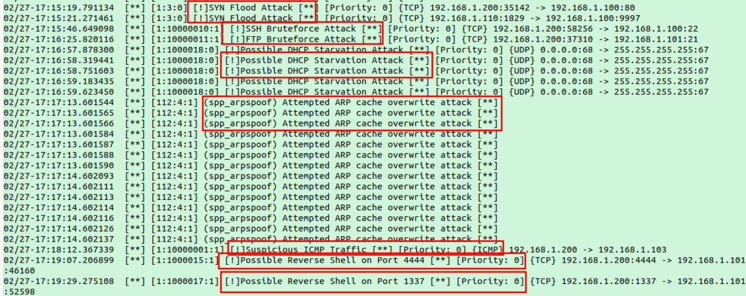 02/27-17:15:19.791134  [**] [1:3:0] [!]SYN Flood Attack [**] [Priority: 0] {TCP} 192.168.1.200:35142 -> 192.168.1.100:80
02/27-17:15:21.271461  [**] [1:3:0] [!]SYN Flood Attack [**] [Priority: 0] {TCP} 192.168.1.110:1829 -> 192.168.1.100:9997
02/27-17:15:46.649098  [**] [1:10000010:1] [!]SSH Bruteforce Attack [**] [Priority: 0] {TCP} 192.168.1.200:58256 -> 192.168.1.100:22
02/27-17:16:25.820116  [**] [1:10000011:1] [!]FTP Bruteforce Attack [**] [Priority: 0] {TCP} 192.168.1.200:37310 -> 192.168.1.101:21
02/27-17:16:57.878300  [**] [1:1000018:0] [!]Possible DHCP Starvation Attack [**] [Priority: 0] {UDP} 0.0.0.0:68 -> 255.255.255.255:67
02/27-17:16:58.319441  [**] [1:1000018:0] [!]Possible DHCP Starvation Attack [**] [Priority: 0] {UDP} 0.0.0.0:68 -> 255.255.255.255:67
02/27-17:16:58.751603  [**] [1:1000018:0] [!]Possible DHCP Starvation Attack [**] [Priority: 0] {UDP} 0.0.0.0:68 -> 255.255.255.255:67
02/27-17:16:59.183435  [**] [1:1000018:0] [!]Possible DHCP Starvation Attack [**] [Priority: 0] {UDP} 0.0.0.0:68 -> 255.255.255.255:67
02/27-17:16:59.623450  [**] [1:1000018:0] [!]Possible DHCP Starvation Attack [**] [Priority: 0] {UDP} 0.0.0.0:68 -> 255.255.255.255:67
02/27-17:17:13.601544  [**] [112:4:1] (spp_arpspoof) Attempted ARP cache overwrite attack [**]
02/27-17:17:13.601565  [**] [112:4:1] (spp_arpspoof) Attempted ARP cache overwrite attack [**]
02/27-17:17:13.601566  [**] [112:4:1] (spp_arpspoof) Attempted ARP cache overwrite attack [**]
02/27-17:17:13.601584  [**] [112:4:1] (spp_arpspoof) Attempted ARP cache overwrite attack [**]
02/27-17:17:13.601587  [**] [112:4:1] (spp_arpspoof) Attempted ARP cache overwrite attack [**]
02/27-17:17:13.601588  [**] [112:4:1] (spp_arpspoof) Attempted ARP cache overwrite attack [**]
02/27-17:17:13.601590  [**] [112:4:1] (spp_arpspoof) Attempted ARP cache overwrite attack [**]
02/27-17:17:14.602093  [**] [112:4:1] (spp_arpspoof) Attempted ARP cache overwrite attack [**]
02/27-17:17:14.602111  [**] [112:4:1] (spp_arpspoof) Attempted ARP cache overwrite attack [**]
02/27-17:17:14.602113  [**] [112:4:1] (spp_arpspoof) Attempted ARP cache overwrite attack [**]
02/27-17:17:14.602114  [**] [112:4:1] (spp_arpspoof) Attempted ARP cache overwrite attack [**]
02/27-17:17:14.602116  [**] [112:4:1] (spp_arpspoof) Attempted ARP cache overwrite attack [**]
02/27-17:17:14.602126  [**] [112:4:1] (spp_arpspoof) Attempted ARP cache overwrite attack [**]
02/27-17:17:14.602141  [**] [112:4:1] (spp_arpspoof) Attempted ARP cache overwrite attack [**]
02/27-17:18:12.367339  [**] [1:10000001:1] [!]Suspicious ICMP Traffic [**] [Priority: 0] {ICMP} 192.168.1.200 -> 192.168.1.103
02/27-17:19:07.206899  [**] [1:1000015:1] [!]Possible Reverse Shell on Port 4444 [**] [Priority: 0] {TCP} 192.168.1.200:4444 -> 192.168.1.101
:46160
02/27-17:19:29.275108  [**] [1:1000017:1] [!]Possible Reverse Shell on Port 1337 [**] [Priority: 0] {TCP} 192.168.1.200:1337 -> 192.168.1.101
:52598